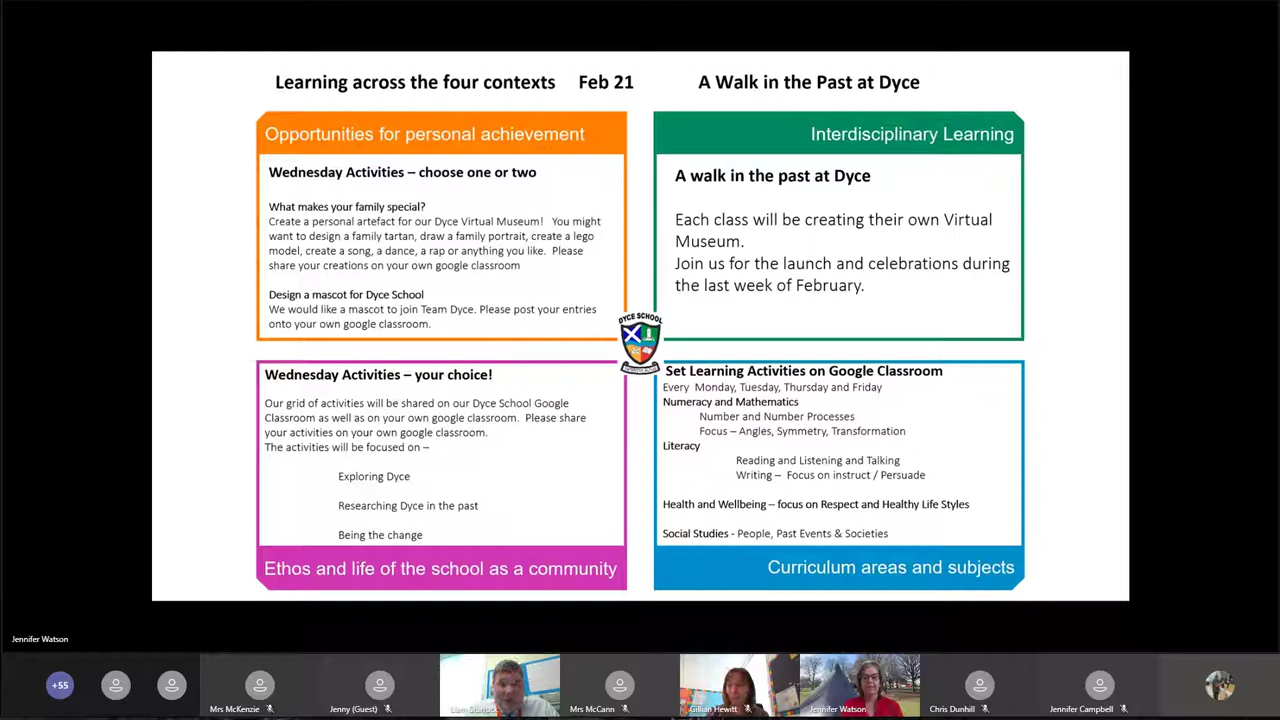 Learning across the four contexts Feb 21 A Walk in the Past at Dyce
Opportunities for personal achievement
Wednesday Activities – choose one or two
What makes your family special?
Create a personal artefact for our Dyce Virtual Museum! You might
want to design a family tartan, draw a family portrait, create a lego
model, create a song, a dance, a rap or anything you like. Please
share your creations on your own google classroom
Design a mascot for Dyce School
We would like a mascot to join Team Dyce. Please post your entries
onto your own google classroom.
Interdisciplinary Learning
A walk in the past at Dyce
Each class will be creating their own Virtual
Museum.
Join us for the launch and celebrations during
the last week of February.
DYCE SCHOOL
Wednesday Activities – your choice!
Our grid of activities will be shared on our Dyce School Google
Classroom as well as on your own google classroom. Please share
your activities on your own google classroom.
The activities will be focused on –
Exploring Dyce
Researching Dyce in the past
Being the change
Ethos and life of the school as a community
Set Learning Activities on Google Classroom
Every Monday, Tuesday, Thursday and Friday
Numeracy and Mathematics
Number and Number Processes
Focus – Angles, Symmetry, Transformation
Literacy
Reading and Listening and Talking
Writing – Focus on instruct / Persuade
Health and Wellbeing – focus on Respect and Healthy Life Styles
Social Studies - People, Past Events & Societies
Curriculum areas and subjects
Jennifer Watson
+55
Mrs McKenzie
Jenny (Guest)
Liam
Mrs McCann
Gillian Hewitt
Jennifer Watson
Chris Dunhill
Jennifer Campbell